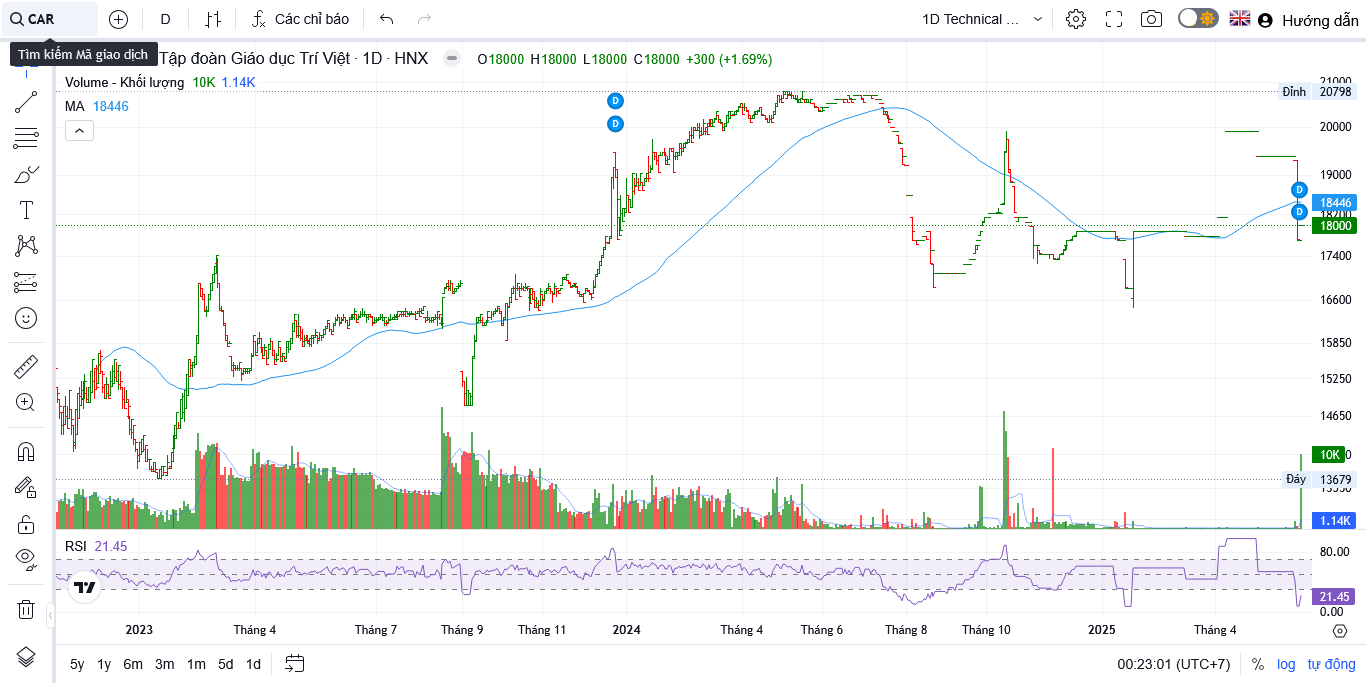 CAR D Các chỉ báo 1D Technical ... Hướng dẫn
Tìm kiếm Mã giao dịch
Tập đoàn Giáo dục Trí Việt · 1D · HNX O18000 H18000 L18000 C18000 +300 (+1.69%)
Volume - Khối lượng 10K 1.14K
MA 18446
D
D
21000
Đỉnh 20798
20000
19000
D
18446
D
18200
18000
17400
16600
15850
15250
14650
10K
Đáy 13679
1.14K
RSI 21.45
80.00
21.45
0.00
2023 Tháng 4 Tháng 7 Tháng 9 Tháng 11 2024 Tháng 4 Tháng 6 Tháng 8 Tháng 10 2025 Tháng 4
5y 1y 6m 3m 1m 5d 1d 00:23:01 (UTC+7) % log tự động